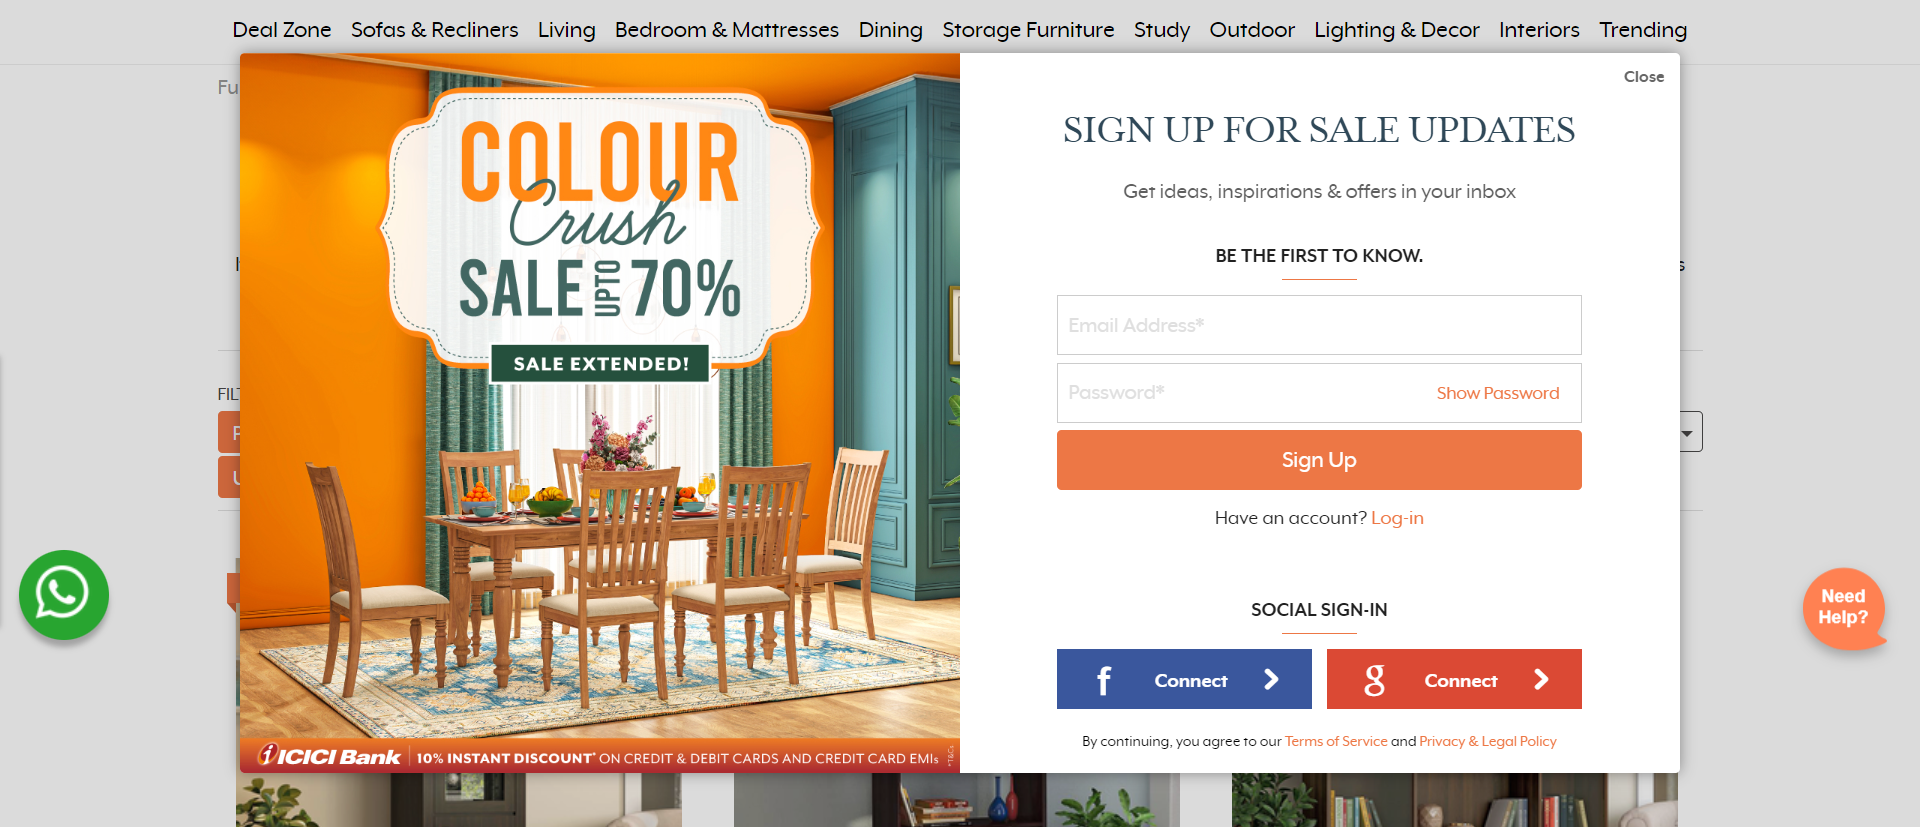 Deal Zone Sofas & Recliners Living Bedroom & Mattresses Dining Storage Furniture Study Outdoor Lighting & Decor Interiors Trending
Close
COLOUR
Crush
SALE UPTO 70%
SALE EXTENDED!
ICICI Bank 10% INSTANT DISCOUNT* ON CREDIT & DEBIT CARDS AND CREDIT CARD EMIs *T&Cs
SIGN UP FOR SALE UPDATES
Get ideas, inspirations & offers in your inbox
BE THE FIRST TO KNOW.
Email Address*
Password* Show Password
Sign Up
Have an account? Log-in
SOCIAL SIGN-IN
f Connect g Connect
By continuing, you agree to our Terms of Service and Privacy & Legal Policy
Need
Help?